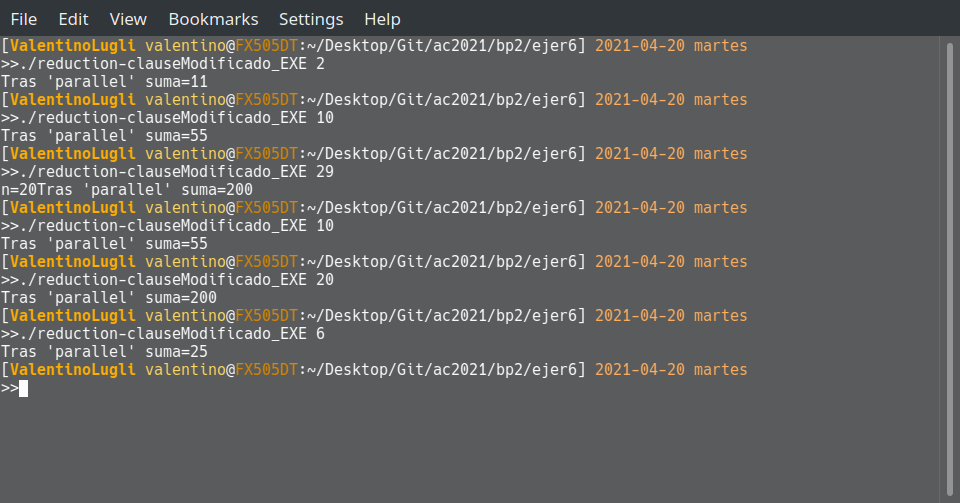 File Edit View Bookmarks Settings Help
[ValentinoLugli valentino@FX505DT:~/Desktop/Git/ac2021/bp2/ejer6] 2021-04-20 martes
>>./reduction-clauseModificado_EXE 2
Tras 'parallel' suma=11
[ValentinoLugli valentino@FX505DT:~/Desktop/Git/ac2021/bp2/ejer6] 2021-04-20 martes
>>./reduction-clauseModificado_EXE 10
Tras 'parallel' suma=55
[ValentinoLugli valentino@FX505DT:~/Desktop/Git/ac2021/bp2/ejer6] 2021-04-20 martes
>>./reduction-clauseModificado_EXE 29
n=20Tras 'parallel' suma=200
[ValentinoLugli valentino@FX505DT:~/Desktop/Git/ac2021/bp2/ejer6] 2021-04-20 martes
>>./reduction-clauseModificado_EXE 10
Tras 'parallel' suma=55
[ValentinoLugli valentino@FX505DT:~/Desktop/Git/ac2021/bp2/ejer6] 2021-04-20 martes
>>./reduction-clauseModificado_EXE 20
Tras 'parallel' suma=200
[ValentinoLugli valentino@FX505DT:~/Desktop/Git/ac2021/bp2/ejer6] 2021-04-20 martes
>>./reduction-clauseModificado_EXE 6
Tras 'parallel' suma=25
[ValentinoLugli valentino@FX505DT:~/Desktop/Git/ac2021/bp2/ejer6] 2021-04-20 martes
>>